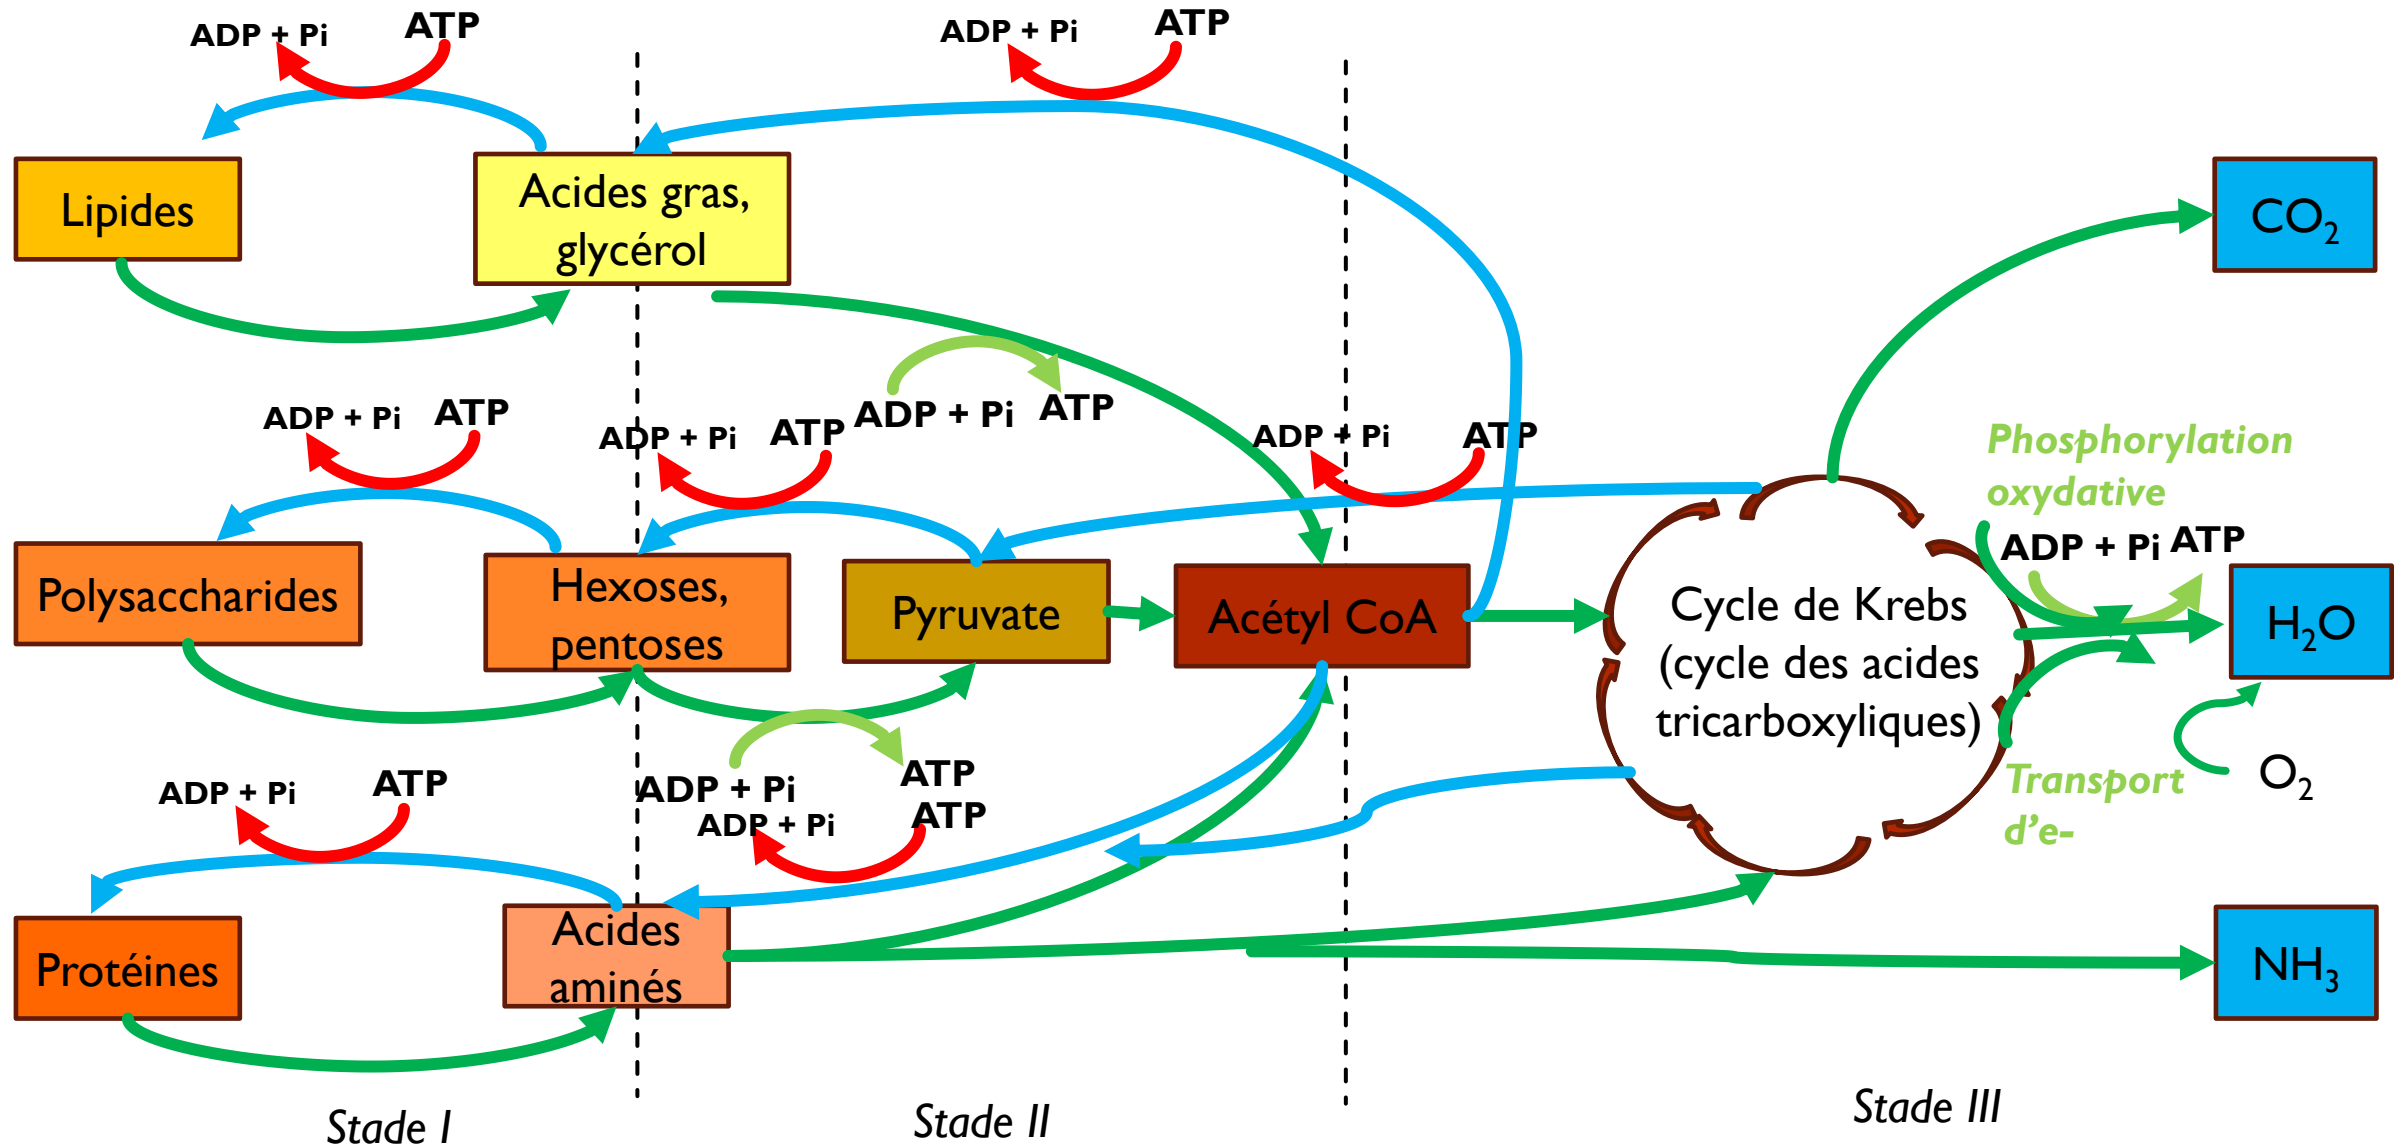 ADP + Pi
ATP
ADP + Pi
ATP
Lipides
Acides gras,
glycérol
CO2
ADP + Pi
ATP
ADP + Pi
ATP
ADP + Pi
ATP
ADP + Pi
ATP
Phosphorylation
oxydative
ADP + Pi
ATP
Polysaccharides
Hexoses,
pentoses
Pyruvate
Acétyl CoA
Cycle de Krebs
(cycle des acides
tricarboxyliques)
H2O
O2
Transport
d'e-
ADP + Pi
ATP
ADP + Pi
ATP
ADP + Pi
ATP
Protéines
Acides
aminés
NH3
Stade I
Stade II
Stade III